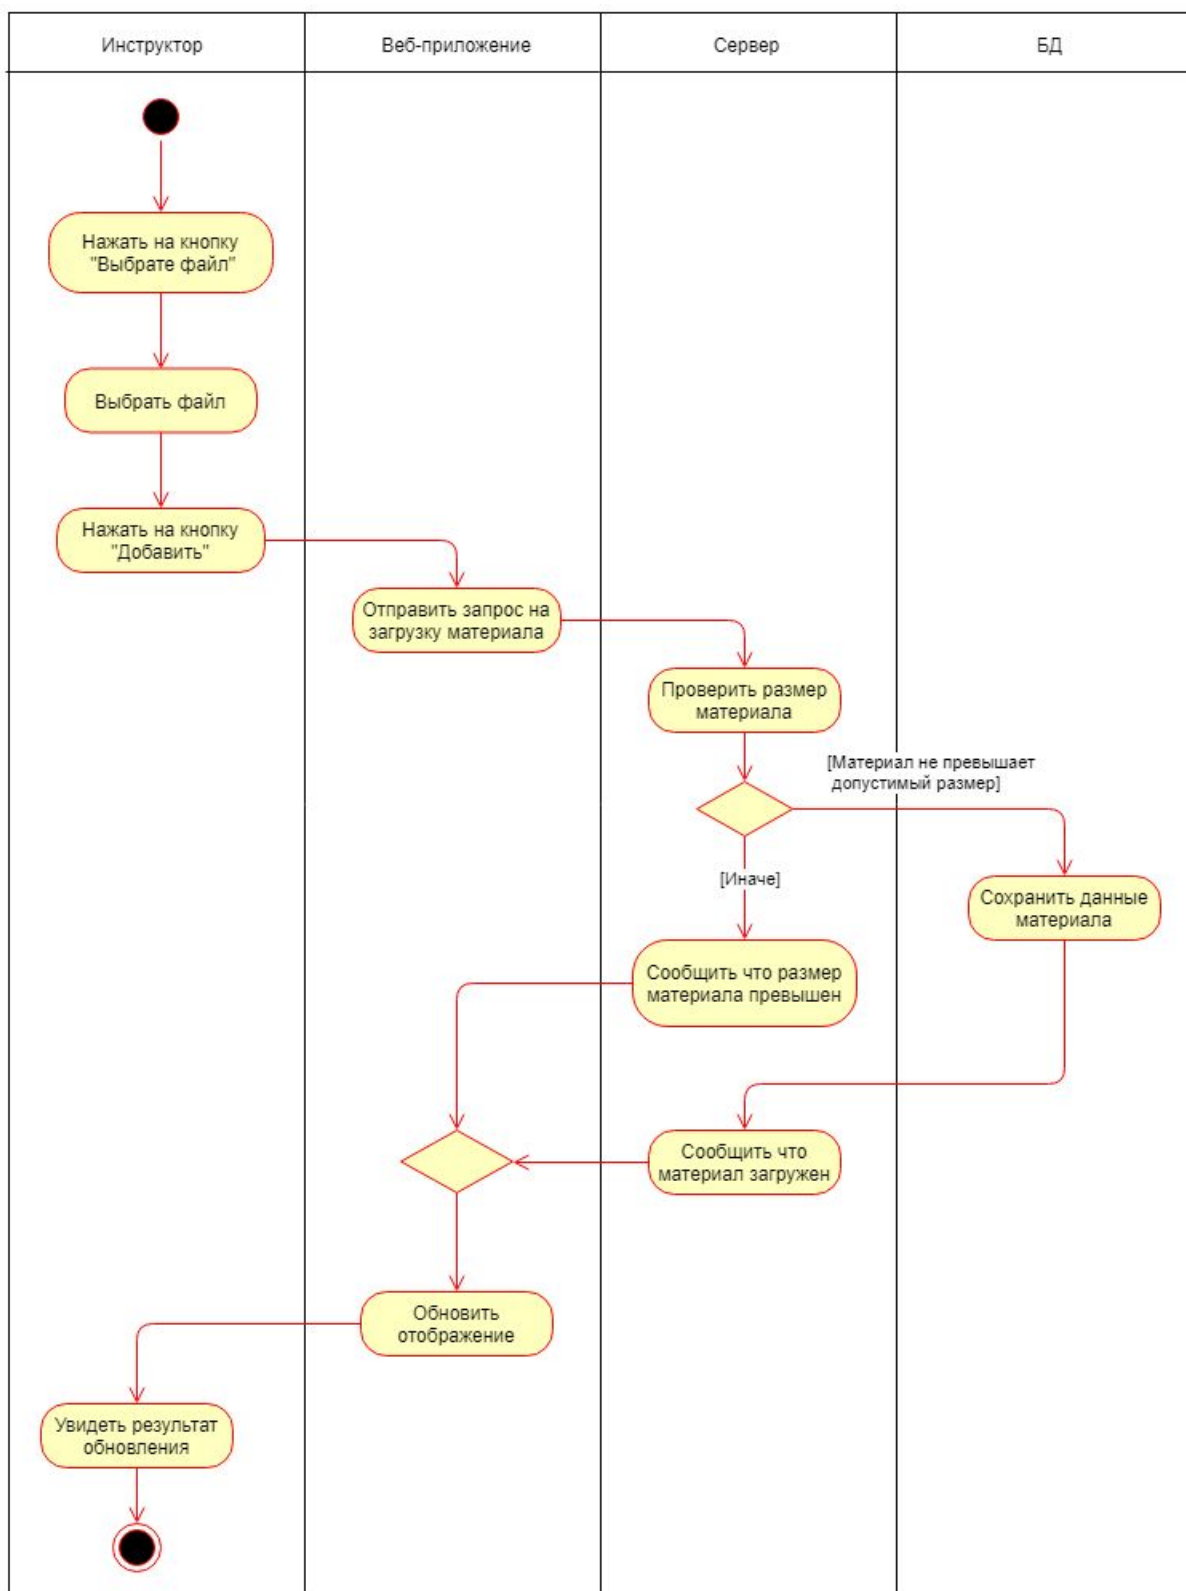 Инструктор
Веб-приложение
Сервер
БД
Нажать на кнопку
"Выбрате файл"
Выбрать файл
Нажать на кнопку
"Добавить"
Отправить запрос на
загрузку материала
Проверить размер
материала
[Материал не превышает
допустимый размер]
[Иначе]
Сохранить данные
материала
Сообщить что размер
материала превышен
Сообщить что
материал загружен
Обновить
отображение
Увидеть результат
обновления